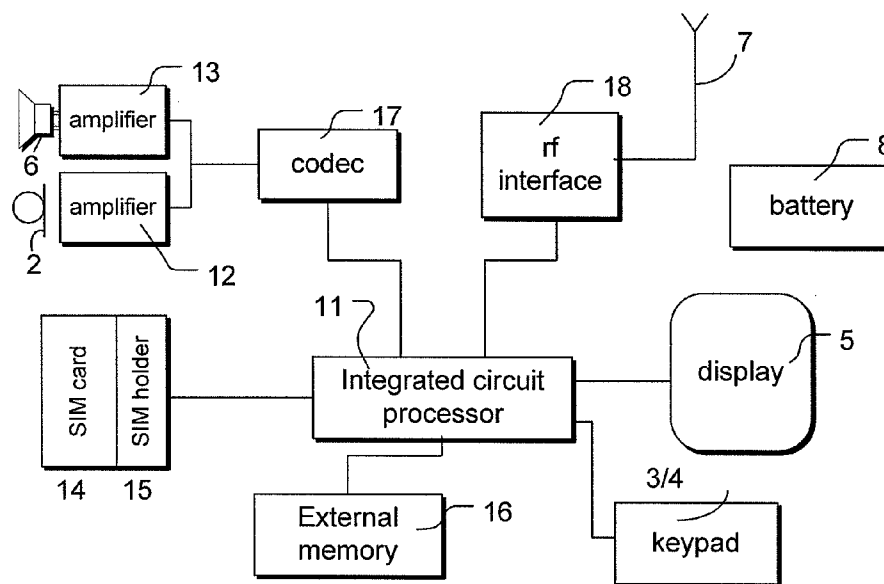 13
amplifier
6
17
codec
18
rf
interface
7
8
battery
amplifier
2
12
11
Integrated circuit
processor
SIM card
SIM holder
14
15
display
5
External
memory
16
3/4
keypad